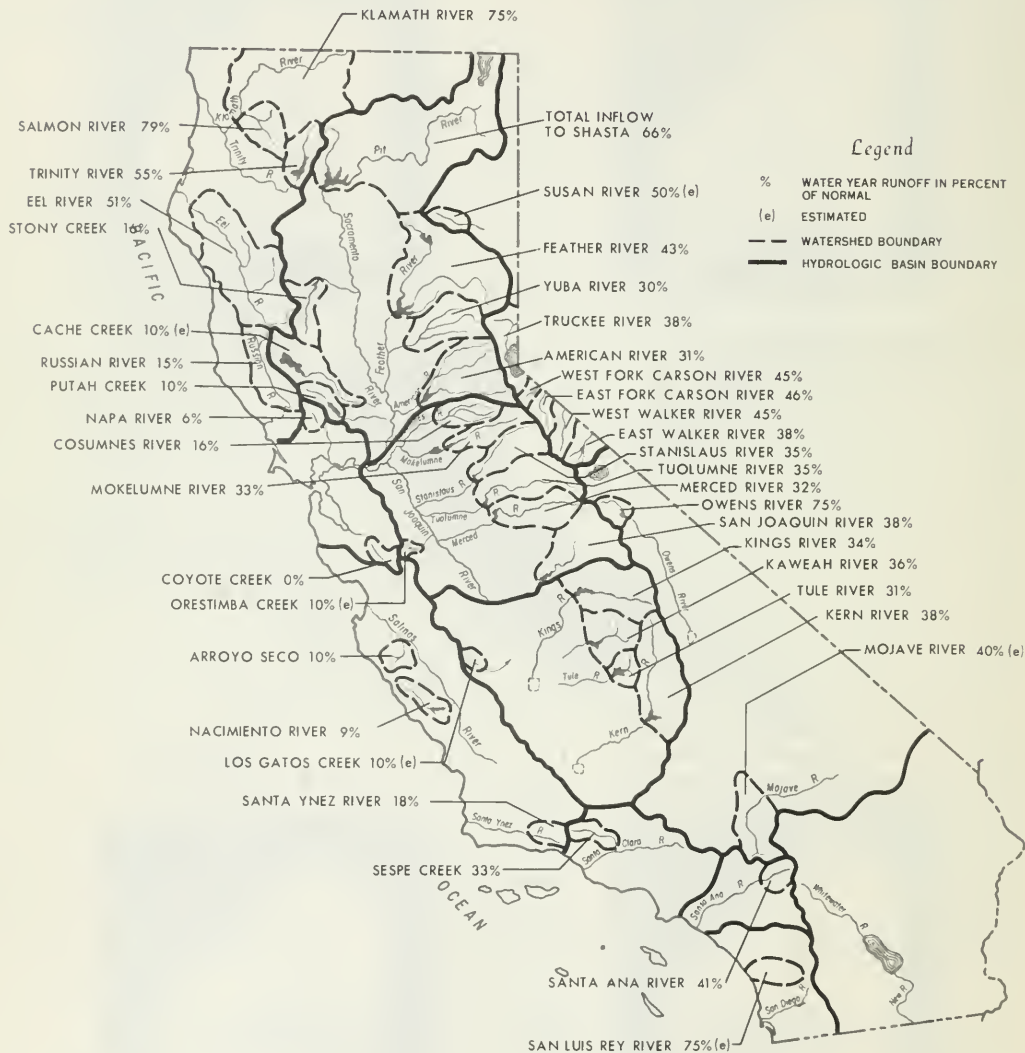 KLAMATH RIVER 75%
SALMON RIVER 79%
TRINITY RIVER 55%
EEL RIVER 51%
STONY CREEK 16%
PACIFIC
CACHE CREEK 10% (e)
RUSSIAN RIVER 15%
PUTAH CREEK 10%
NAPA RIVER 6%
COSUMNES RIVER 16%
MOKELUMNE RIVER 33%
COYOTE CREEK 0%
ORESTIMBA CREEK 10% (e)
ARROYO SECO 10%
NACIMIENTO RIVER 9%
LOS GATOS CREEK 10% (e)
SANTA YNEZ RIVER 18%
SESPE CREEK 33%
OCEAN
SANTA ANA RIVER 41%
SAN LUIS REY RIVER 75% (e)
TOTAL INFLOW
TO SHASTA 66%
SUSAN RIVER 50% (e)
FEATHER RIVER 43%
YUBA RIVER 30%
TRUCKEE RIVER 38%
AMERICAN RIVER 31%
WEST FORK CARSON RIVER 45%
EAST FORK CARSON RIVER 46%
WEST WALKER RIVER 45%
EAST WALKER RIVER 38%
STANISLAUS RIVER 35%
TUOLUMNE RIVER 35%
MERCED RIVER 32%
OWENS RIVER 75%
SAN JOAQUIN RIVER 38%
KINGS RIVER 34%
KAWEAH RIVER 36%
TULE RIVER 31%
KERN RIVER 38%
MOJAVE RIVER 40% (e)
Legend
% WATER YEAR RUNOFF IN PERCENT
OF NORMAL
(e) ESTIMATED
WATERSHED BOUNDARY
HYDROLOGIC BASIN BOUNDARY
River
Trinity
R
Pit
River
Sacramento
River
River
Feather
Eel
R
Russian
R
R
Mokelumne
R
Stanislaus R
R
Tuolumne
Merced
R
San
Joaquin
River
Owens
River
Kings
R
Tule
R
R
Kern
Salinas
River
Santa Ynez
R
Santa
Clara
R
Mojave
R
Santa Ana
R
Whitewater
R
New R
San Diego
R